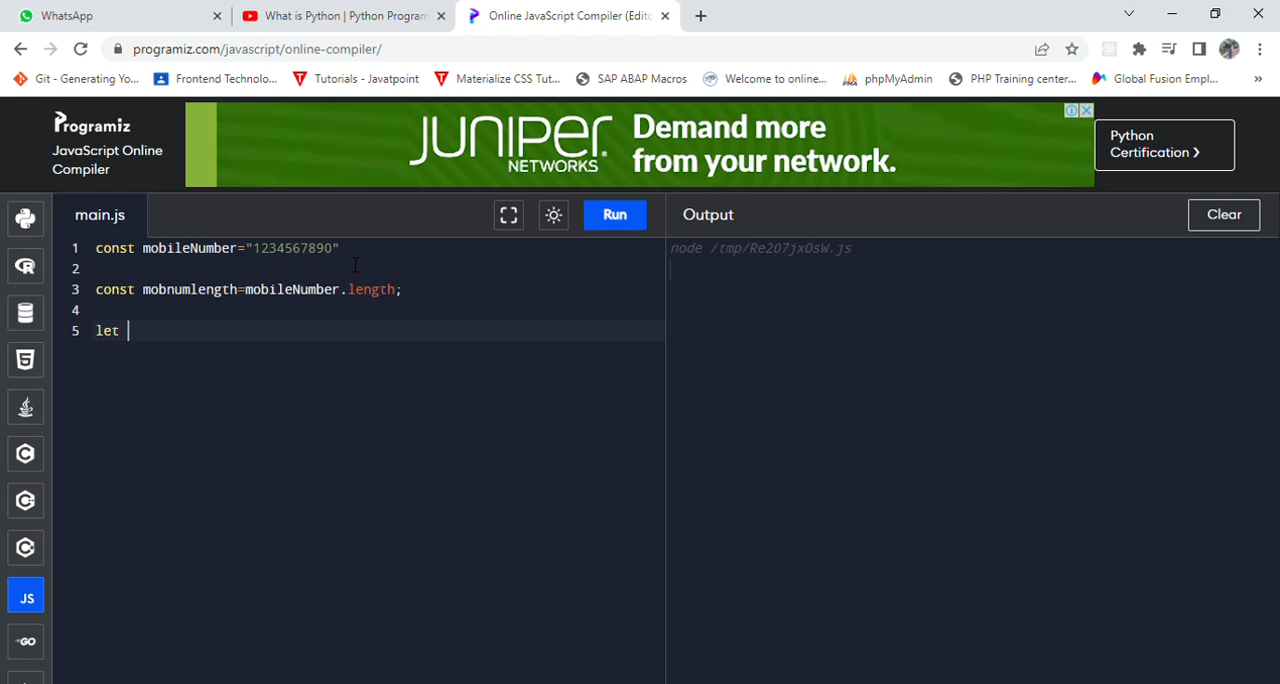 WhatsApp
What is Python | Python Program
Online JavaScript Compiler (Edito
programiz.com/javascript/online-compiler/
Git - Generating Yo...
Frontend Technolo...
Tutorials - Javatpoint
Materialize CSS Tut...
SAP ABAP Macros
Welcome to online...
phpMyAdmin
PHP Training center...
Global Fusion Empl...
»
Programiz
JavaScript Online
Compiler
JUNIPER
NETWORKS
Demand more
from your network.
Python
Certification ❯
main.js
Run
Output
Clear
1 const mobileNumber="1234567890"
2
3 const mobnumlength=mobileNumber.length;
4
5 let
node /tmp/Re207jxOsW.js
R
5
C
C
C
JS
GO